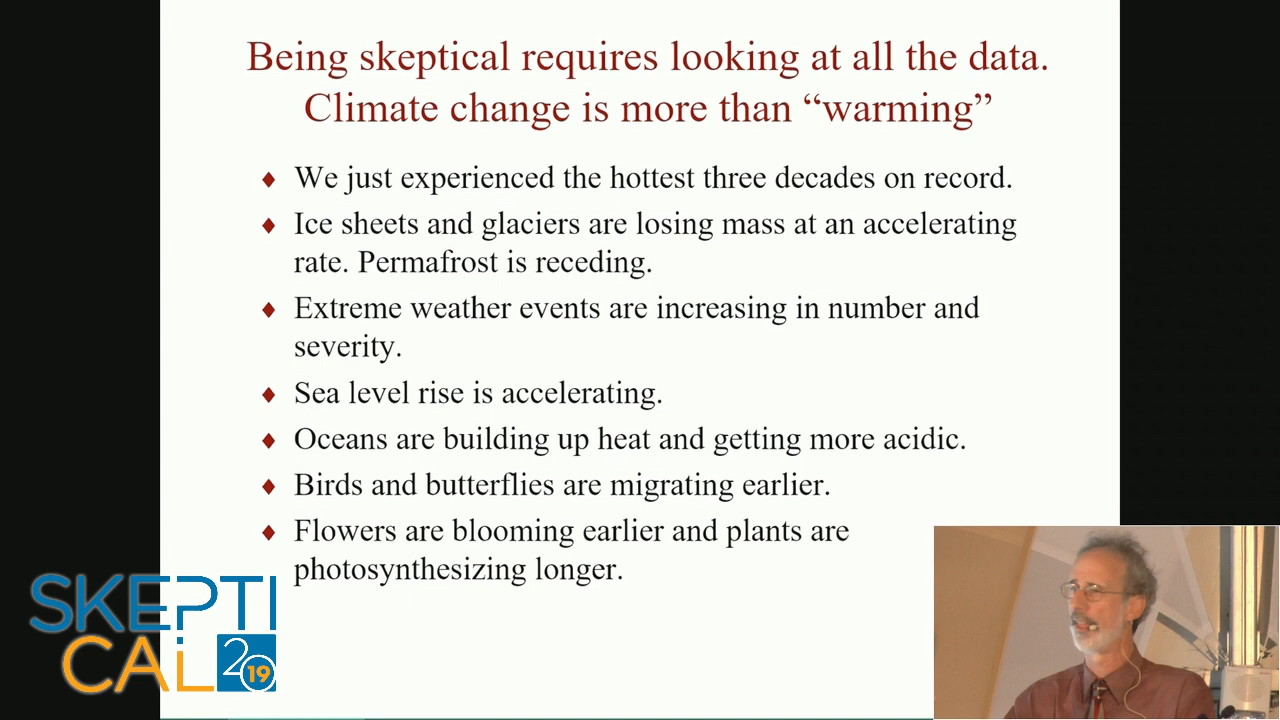 Being skeptical requires looking at all the data.
Climate change is more than “warming”
♦ We just experienced the hottest three decades on record.
♦ Ice sheets and glaciers are losing mass at an accelerating
rate. Permafrost is receding.
♦ Extreme weather events are increasing in number and
severity.
♦ Sea level rise is accelerating.
♦ Oceans are building up heat and getting more acidic.
♦ Birds and butterflies are migrating earlier.
♦ Flowers are blooming earlier and plants are
photosynthesizing longer.
SKEPTI
CAL 2019